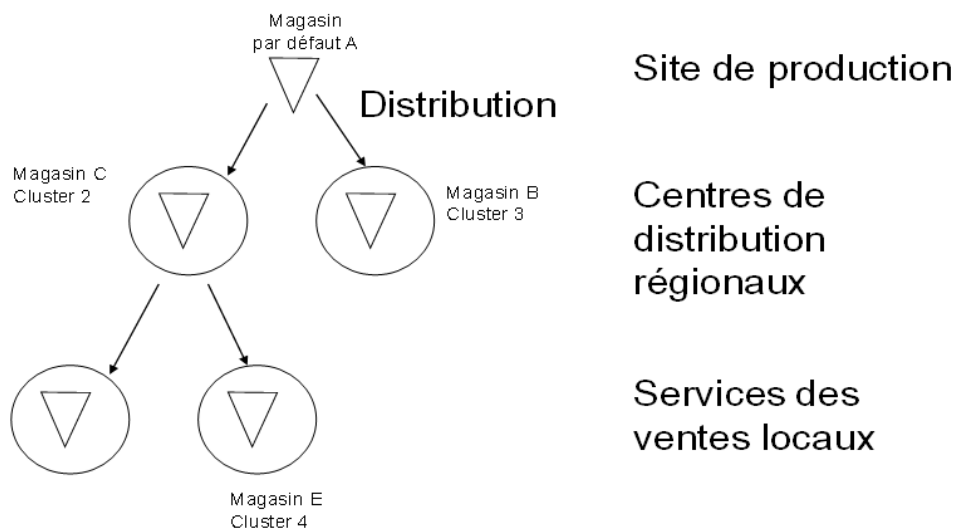 Magasin
par défaut A
Site de production
Distribution
Magasin C
Cluster 2
Magasin B
Cluster 3
Centres de
distribution
régionaux
Services des
ventes locaux
Magasin E
Cluster 4